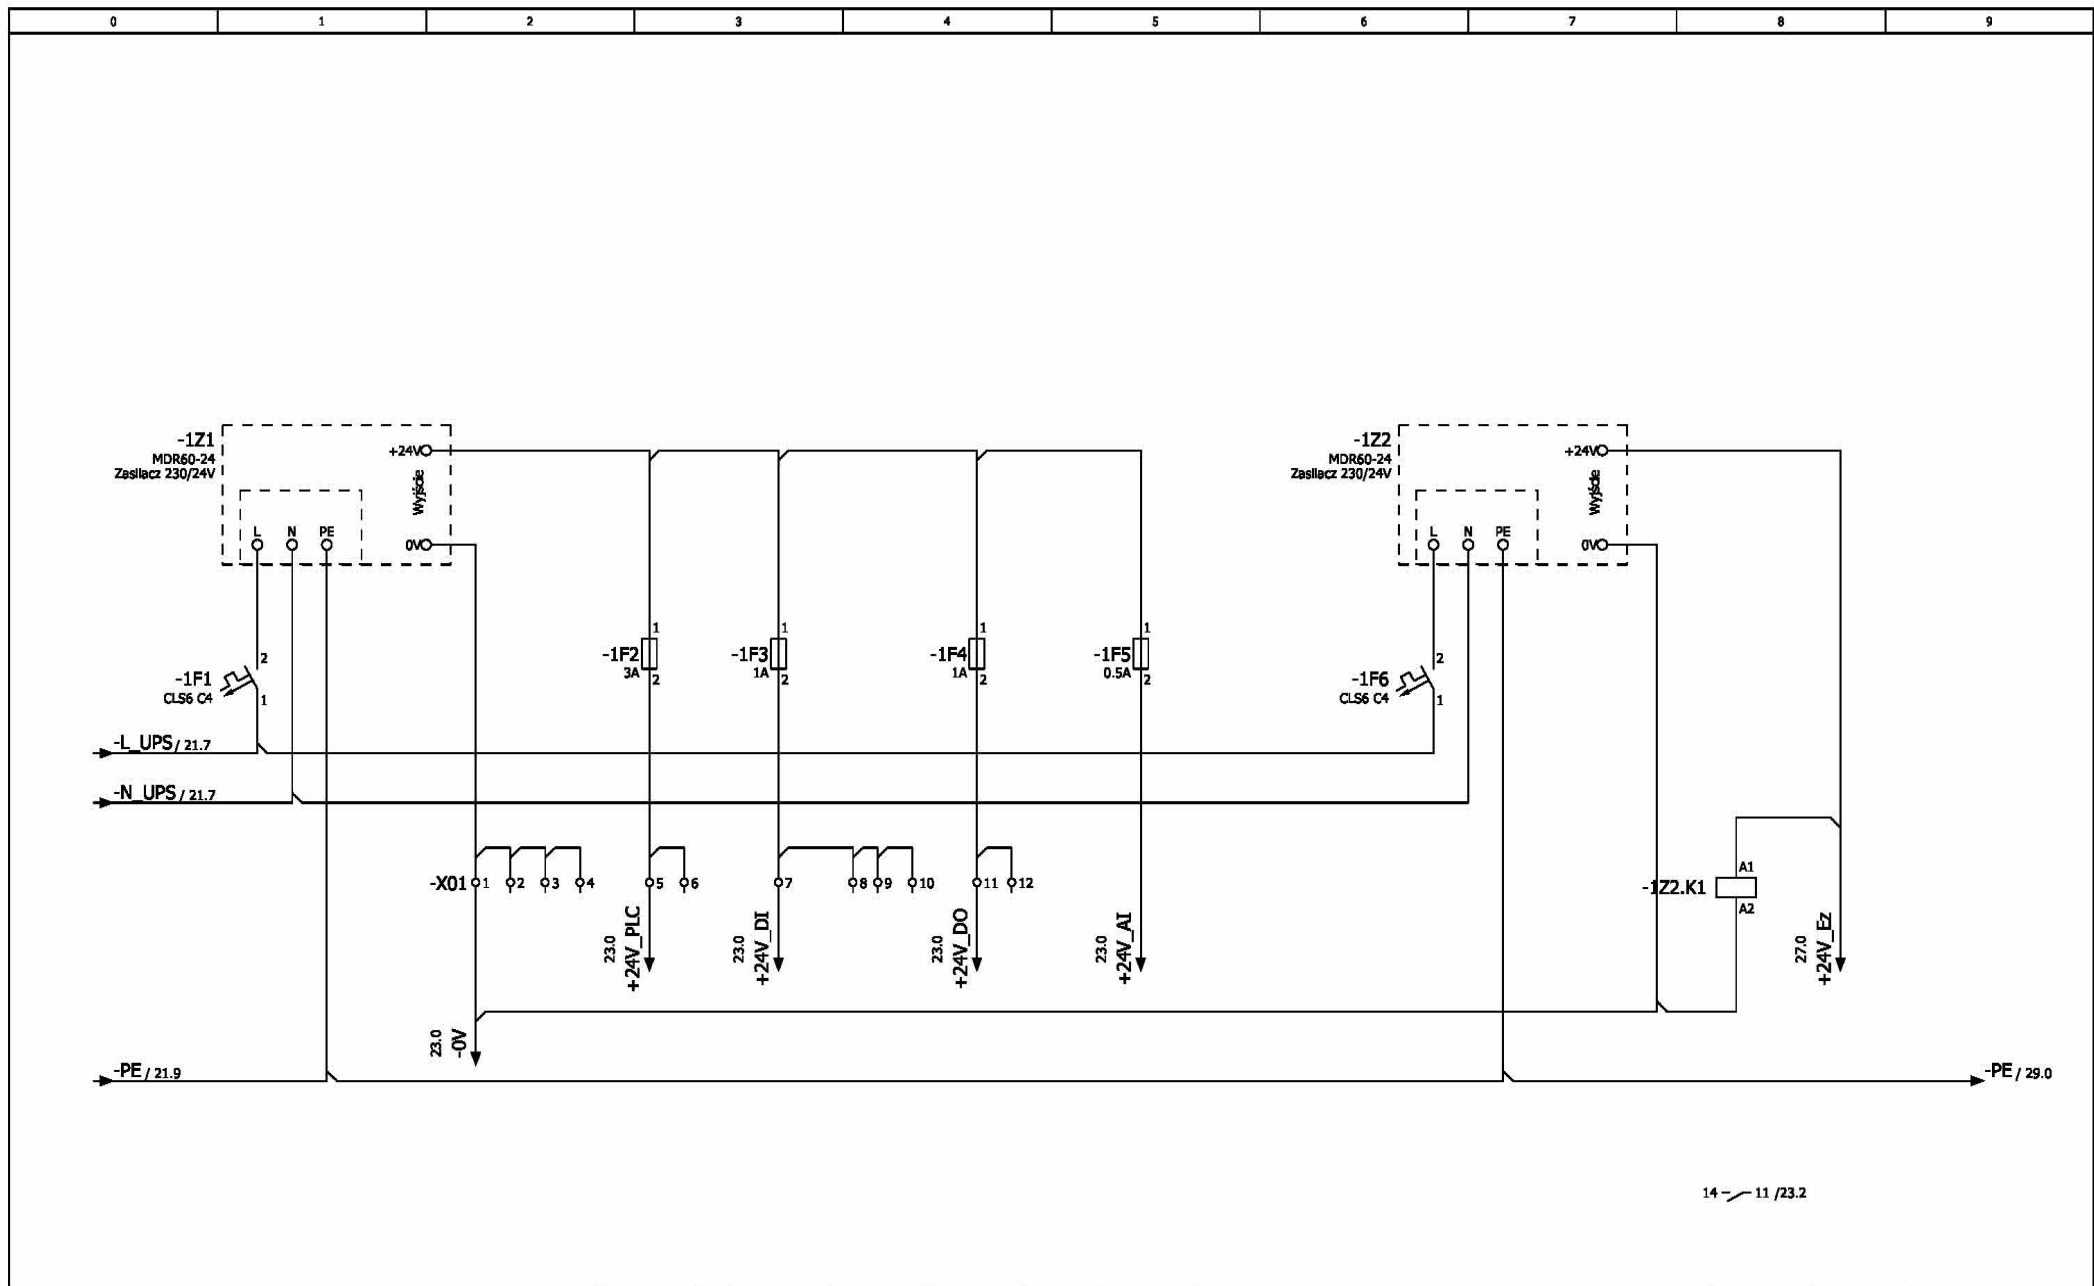 0 1 2 3 4 5 6 7 8 9
-1Z1
MDR60-24
Zasilacz 230/24V
+24V
Wyjście
L N PE
0V
-1Z2
MDR60-24
Zasilacz 230/24V
+24V
Wyjście
L N PE
0V
-1F1
CLS6 C4
2
1
-1F2
3A
1
2
-1F3
1A
1
2
-1F4
1A
1
2
-1F5
0.5A
1
2
-1F6
CLS6 C4
2
1
-L_UPS / 21.7
-N_UPS / 21.7
-X01 1 2 3 4 5 6 7 8 9 10 11 12
23.0
+24V_PLC
23.0
+24V_DI
23.0
+24V_DO
23.0
+24V_AI
-1Z2.K1
A1
A2
27.0
+24V_Ez
23.0
-0V
-PE / 21.9
-PE / 29.0
14 11 /23.2